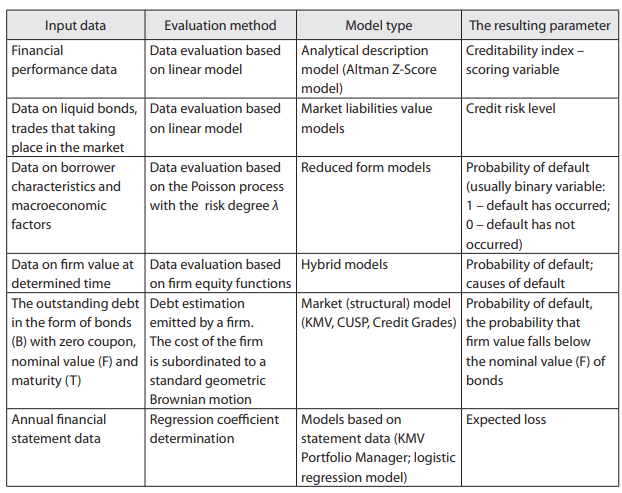 Input data
Evaluation method
Model type
The resulting parameter
Financial
performance data
Data evaluation based
on linear model
Analytical description
model (Altman Z-Score
model)
Creditability index –
scoring variable
Data on liquid bonds,
trades that taking
place in the market
Data evaluation based
on linear model
Market liabilities value
models
Credit risk level
Data on borrower
characteristics and
macroeconomic
factors
Data evaluation based
on the Poisson process
with the risk degree λ
Reduced form models
Probability of default
(usually binary variable:
1 – default has occurred;
0 – default has not
occurred)
Data on firm value at
determined time
Data evaluation based
on firm equity functions
Hybrid models
Probability of default;
causes of default
The outstanding debt
in the form of bonds
(B) with zero coupon,
nominal value (F) and
maturity (T)
Debt estimation
emitted by a firm.
The cost of the firm
is subordinated to a
standard geometric
Brownian motion
Market (structural) model
(KMV, CUSP, Credit Grades)
Probability of default,
the probability that
firm value falls below
the nominal value (F) of
bonds
Annual financial
statement data
Regression coefficient
determination
Models based on
statement data (KMV
Portfolio Manager; logistic
regression model)
Expected loss